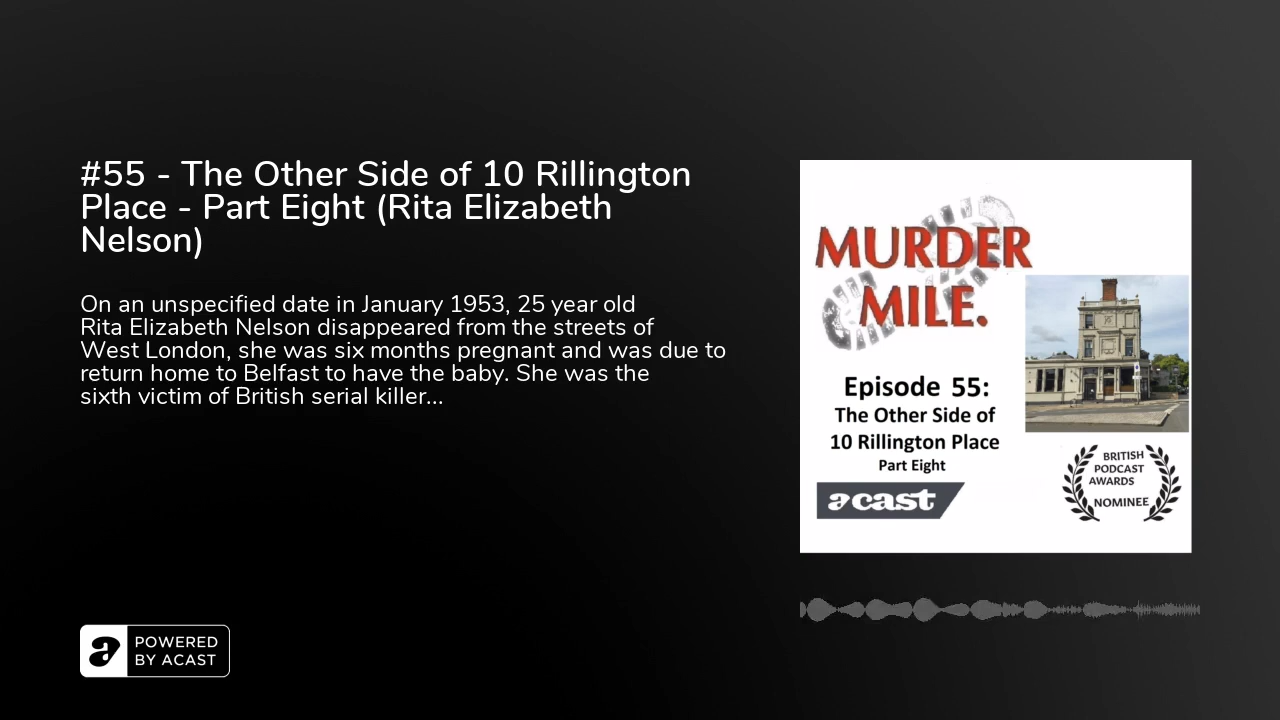 #55 - The Other Side of 10 Rillington
Place - Part Eight (Rita Elizabeth
Nelson)
On an unspecified date in January 1953, 25 year old
Rita Elizabeth Nelson disappeared from the streets of
West London, she was six months pregnant and was due to
return home to Belfast to have the baby. She was the
sixth victim of British serial killer...
POWERED
BY ACAST
MURDER
MILE.
Episode 55:
The Other Side of
10 Rillington Place
Part Eight
acast
BRITISH
PODCAST
AWARDS
NOMINEE